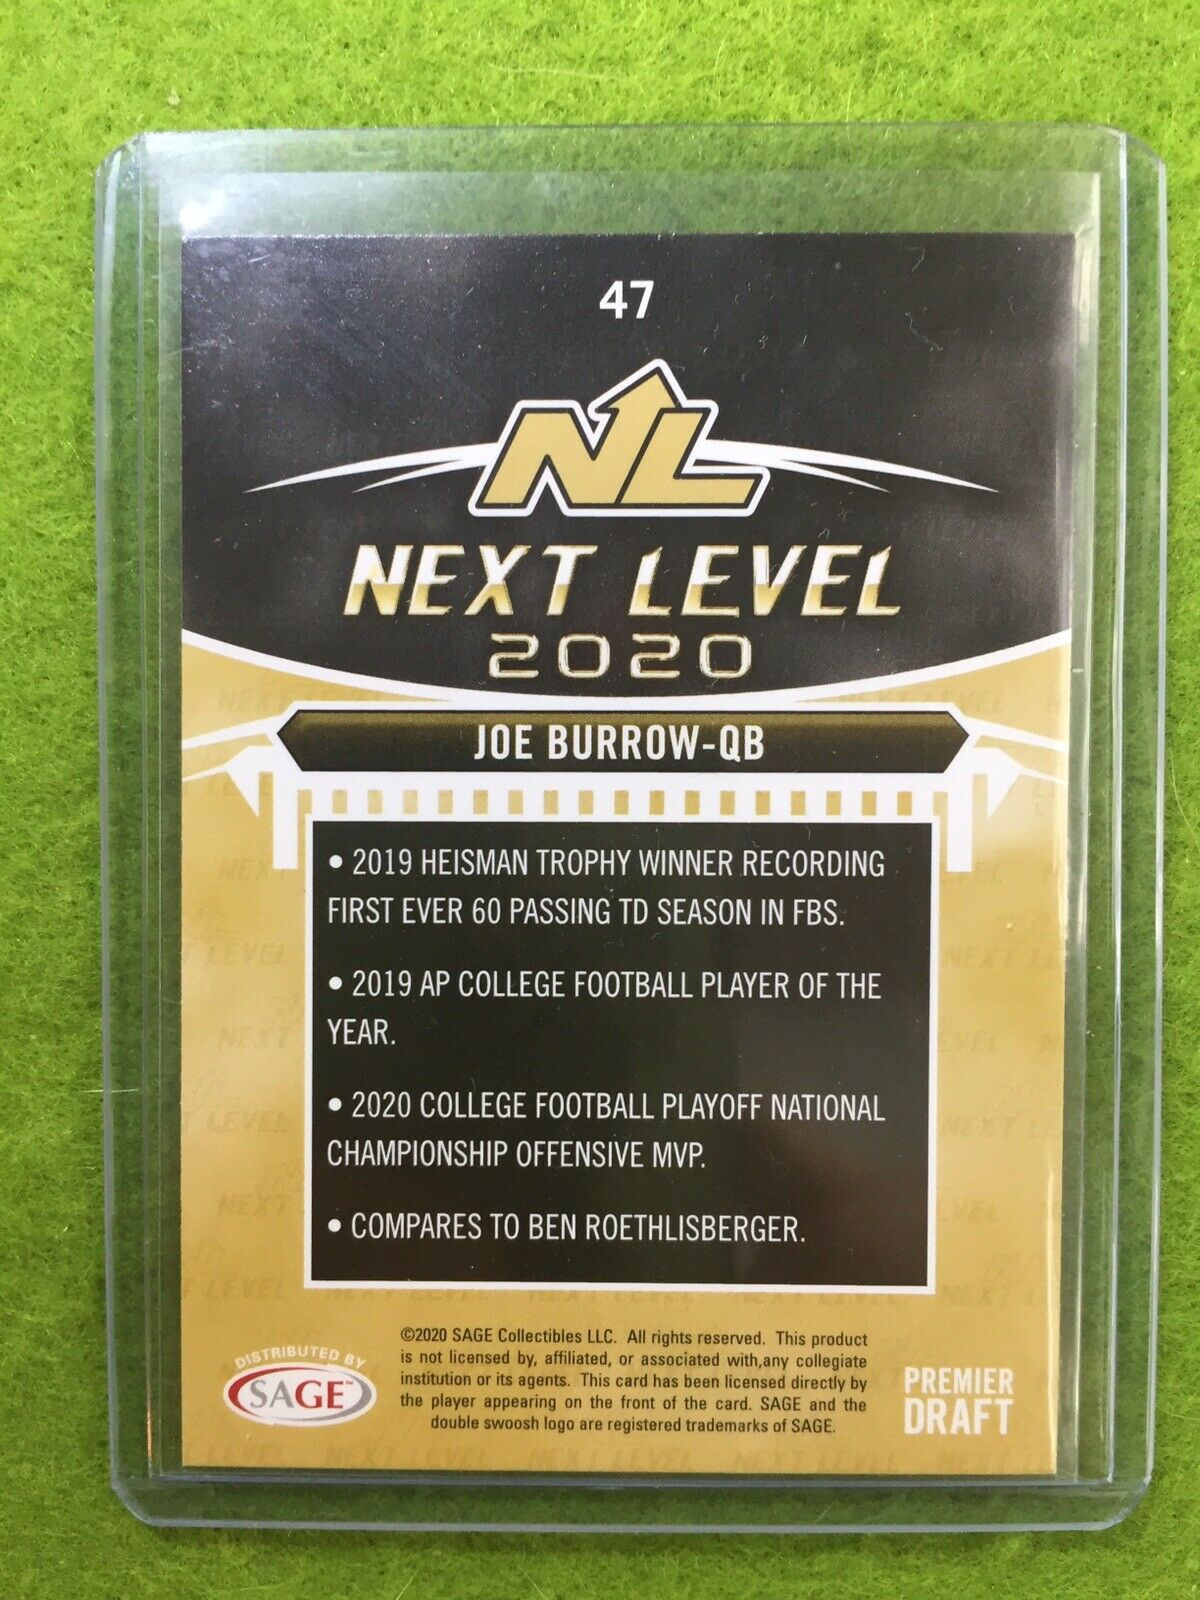 47
NL
NEXT LEVEL
2020
JOE BURROW-QB
• 2019 HEISMAN TROPHY WINNER RECORDING
FIRST EVER 60 PASSING TD SEASON IN FBS.
• 2019 AP COLLEGE FOOTBALL PLAYER OF THE
YEAR.
• 2020 COLLEGE FOOTBALL PLAYOFF NATIONAL
CHAMPIONSHIP OFFENSIVE MVP.
• COMPARES TO BEN ROETHLISBERGER.
©2020 SAGE Collectibles LLC. All rights reserved. This product
is not licensed by, affiliated, or associated with,any collegiate
institution or its agents. This card has been licensed directly by
the player appearing on the front of the card. SAGE and the
double swoosh logo are registered trademarks of SAGE.
DISTRIBUTED BY
SAGE™
PREMIER
DRAFT